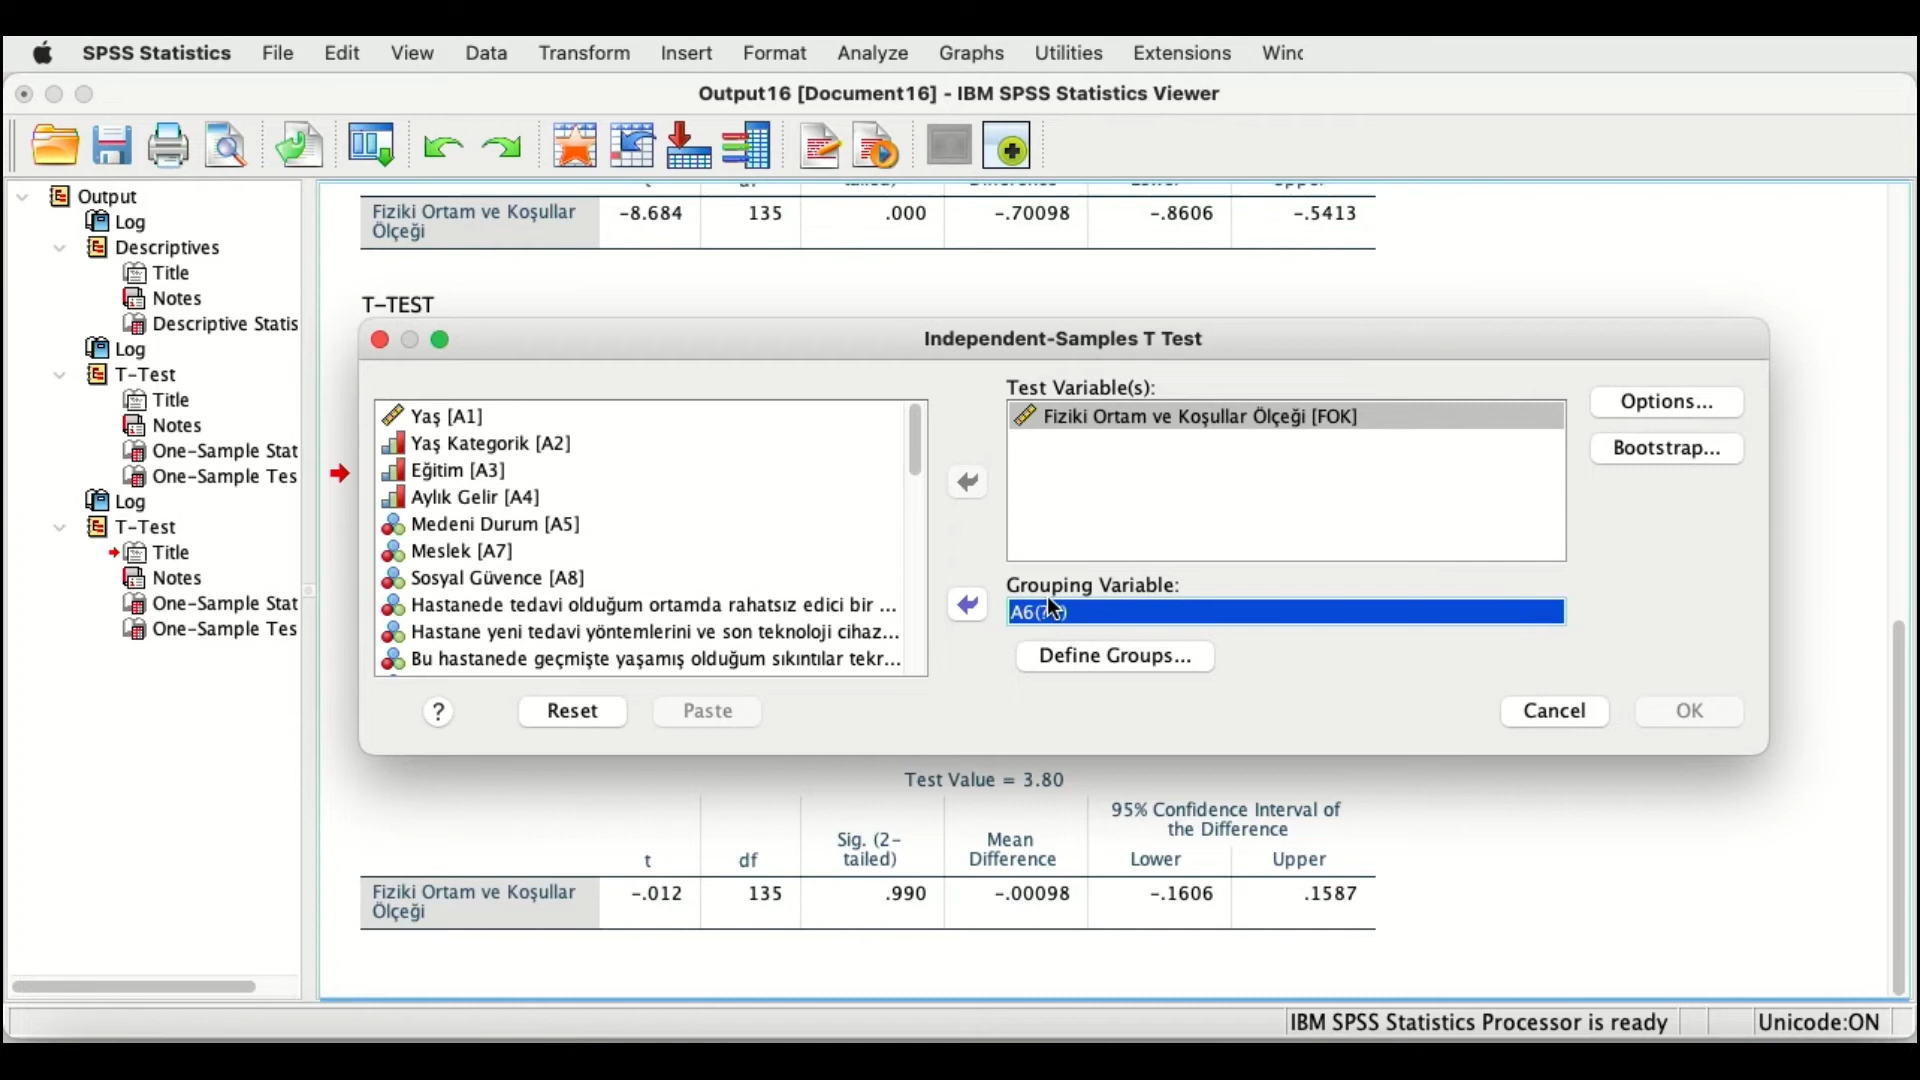 SPSS Statistics File Edit View Data Transform Insert Format Analyze Graphs Utilities Extensions
Output16 [Document16] - IBM SPSS Statistics Viewer
Output
Log
Descriptives
Title
Notes
Descriptive Statis
Log
T-Test
Title
Notes
One-Sample Stat
One-Sample Tes
Log
T-Test
Title
Notes
One-Sample Stat
One-Sample Tes
Fiziki Ortam ve Koşullar Ölçeği -8.684 135 .000 -.70098 -.8606 -.5413
T-TEST
Independent-Samples T Test
Yaş [A1]
Yaş Kategorik [A2]
Eğitim [A3]
Aylık Gelir [A4]
Medeni Durum [A5]
Meslek [A7]
Sosyal Güvence [A8]
Hastanede tedavi olduğum ortamda rahatsız edici bir ...
Hastane yeni tedavi yöntemlerini ve son teknoloji cihaz...
Bu hastanede geçmişte yaşamış olduğum sıkıntılar tekr...
Test Variable(s):
Fiziki Ortam ve Koşullar Ölçeği [FOK]
Grouping Variable:
Define Groups...
Options...
Bootstrap...
? Reset Paste Cancel OK
Test Value = 3.80
95% Confidence Interval of
the Difference
t df Sig. (2-tailed) Mean Difference Lower Upper
Fiziki Ortam ve Koşullar Ölçeği -.012 135 .990 -.00098 -.1606 .1587
IBM SPSS Statistics Processor is ready Unicode:ON